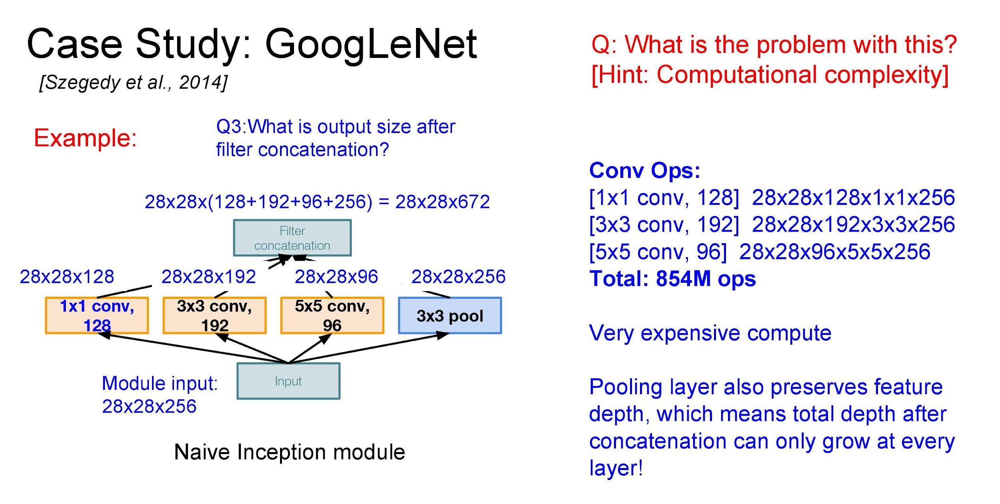 Case Study: GoogLeNet
[Szegedy et al., 2014]
Example:
Q3:What is output size after
filter concatenation?
28x28x(128+192+96+256) = 28x28x672
Filter
concatenation
28x28x128
28x28x192
28x28x96
28x28x256
1x1 conv,
128
3x3 conv,
192
5x5 conv,
96
3x3 pool
Input
Module input:
28x28x256
Naive Inception module
Q: What is the problem with this?
[Hint: Computational complexity]
Conv Ops:
[1x1 conv, 128] 28x28x128x1x1x256
[3x3 conv, 192] 28x28x192x3x3x256
[5x5 conv, 96] 28x28x96x5x5x256
Total: 854M ops
Very expensive compute
Pooling layer also preserves feature
depth, which means total depth after
concatenation can only grow at every
layer!